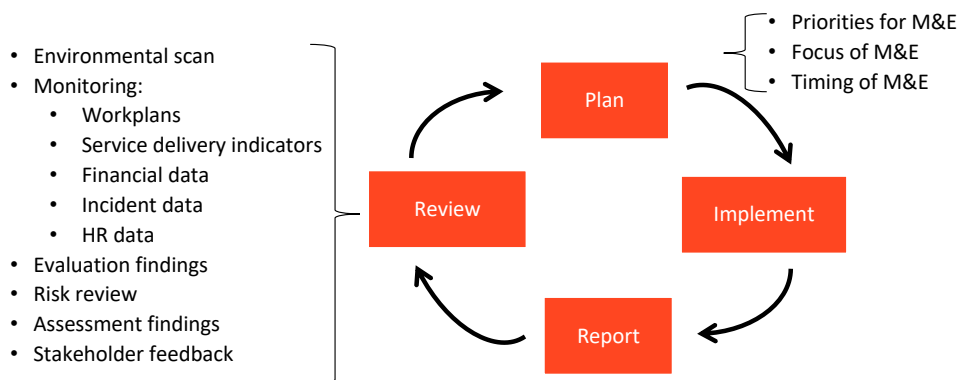 • Environmental scan
• Monitoring:
• Workplans
• Service delivery indicators
• Financial data
• Incident data
• HR data
• Evaluation findings
• Risk review
• Assessment findings
• Stakeholder feedback
Review
Plan
• Priorities for M&E
• Focus of M&E
• Timing of M&E
Implement
Report